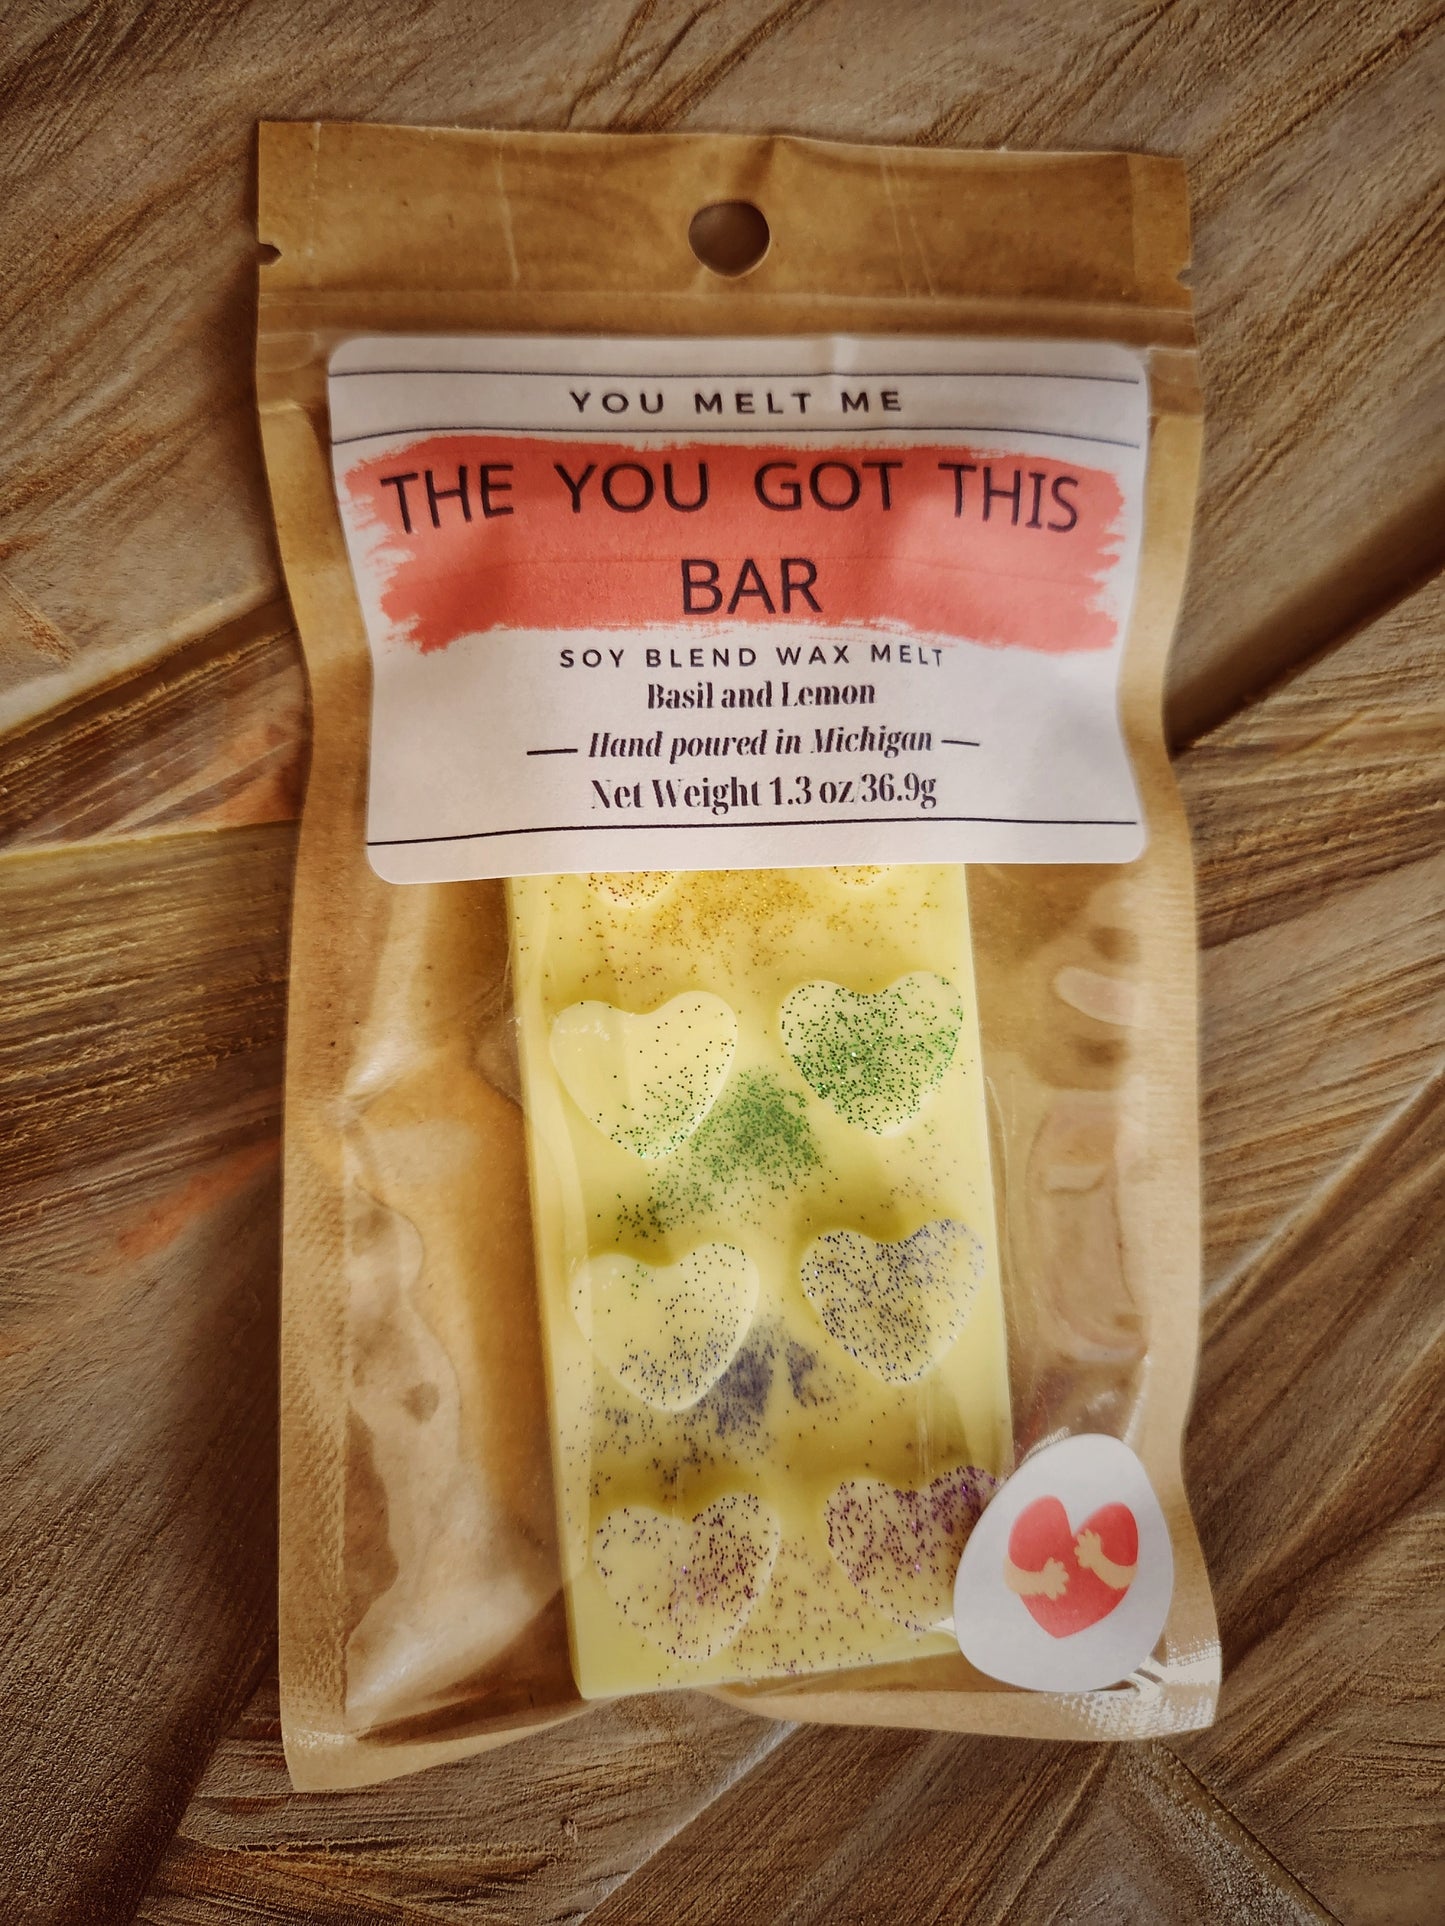 YOU MELT ME
THE YOU GOT THIS
BAR
SOY BLEND WAX MELT
Basil and Lemon
— Hand poured in Michigan —
Net Weight 1.3 oz/36.9g